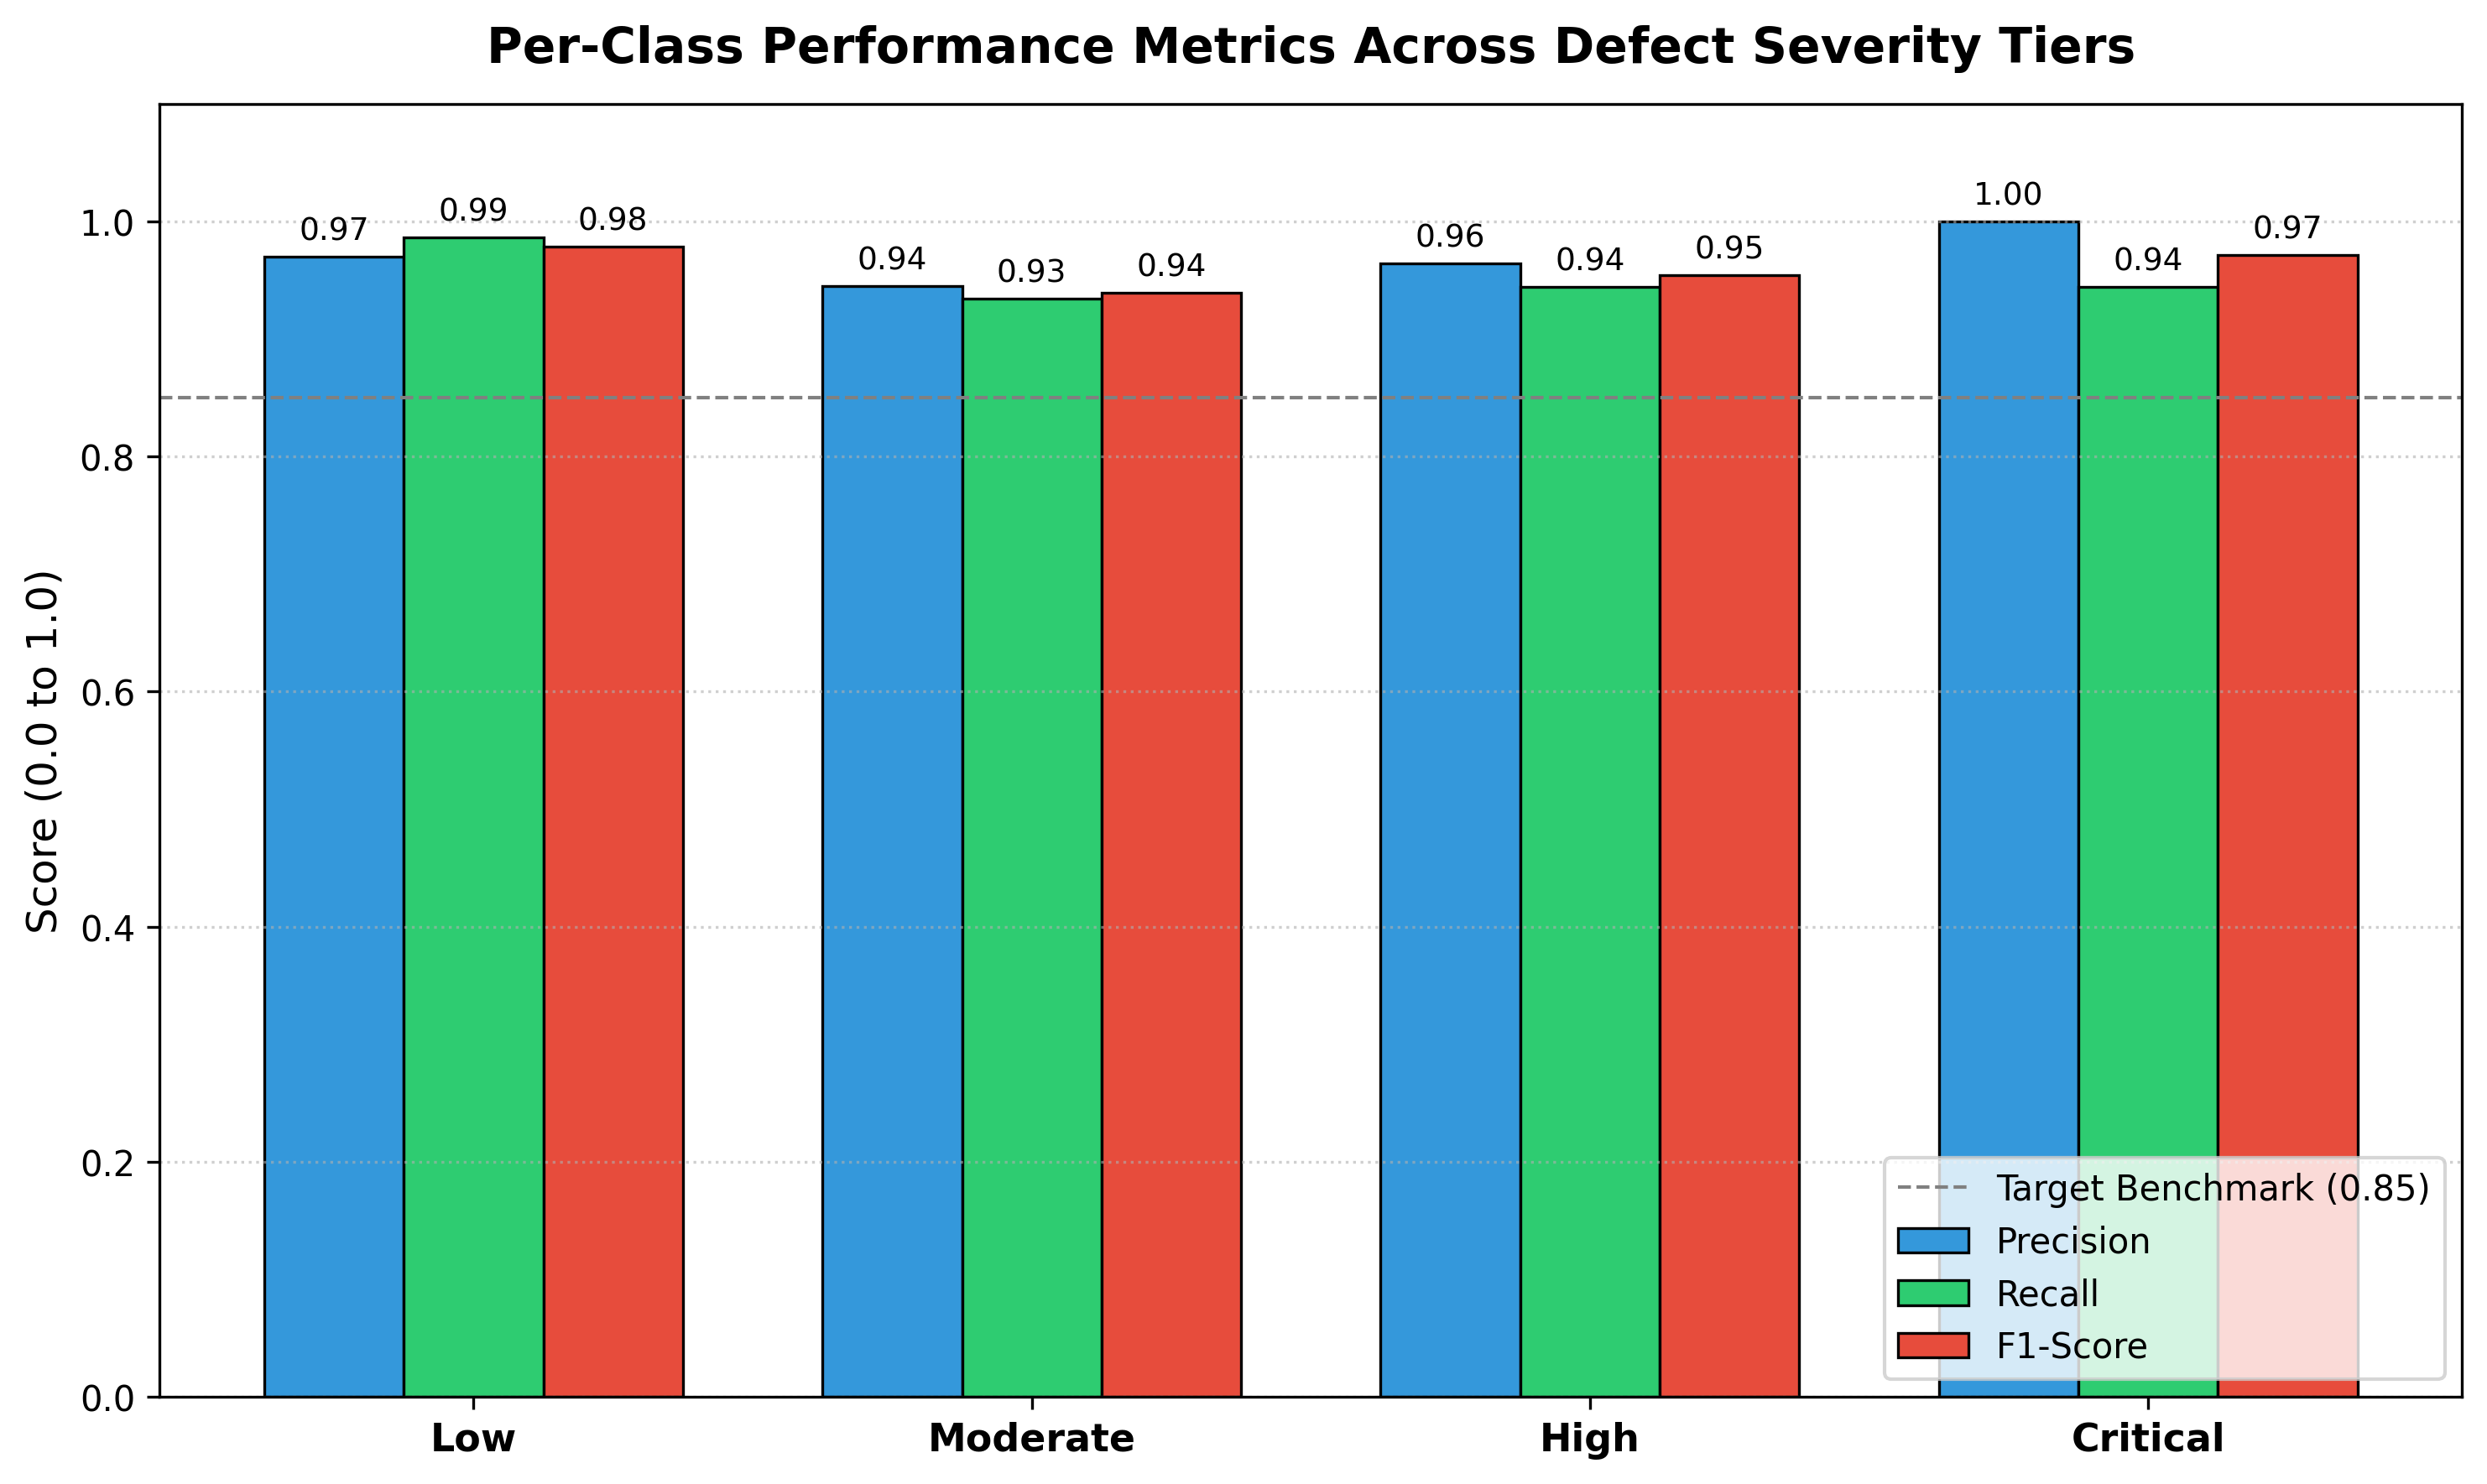 Per-Class Performance Metrics Across Defect Severity Tiers
Score (0.0 to 1.0)
1.0
0.8
0.6
0.4
0.2
0.0
0.97
0.99
0.98
0.94
0.93
0.94
0.96
0.94
0.95
1.00
0.94
0.97
Target Benchmark (0.85)
Precision
Recall
F1-Score
Low
Moderate
High
Critical